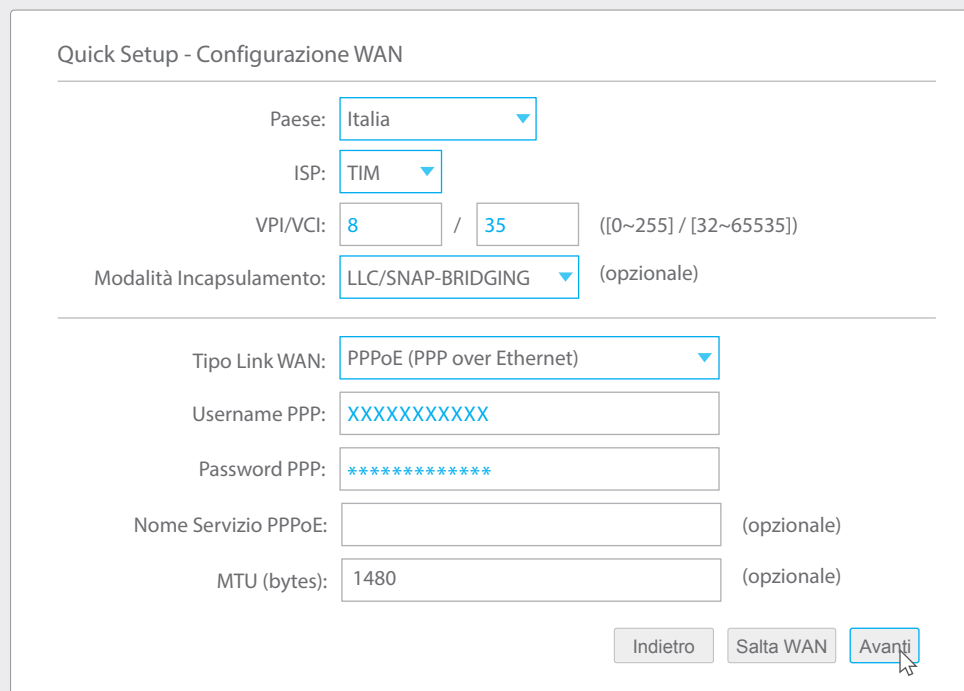 Quick Setup - Configurazione WAN
Paese: Italia
ISP: TIM
VPI/VCI: 8 / 35 ([0~255] / [32~65535])
Modalità Incapsulamento: LLC/SNAP-BRIDGING (opzionale)
Tipo Link WAN: PPPoE (PPP over Ethernet)
Username PPP: XXXXXXXXXXX
Password PPP: *************
Nome Servizio PPPoE: (opzionale)
MTU (bytes): 1480 (opzionale)
Indietro Salta WAN Avanti